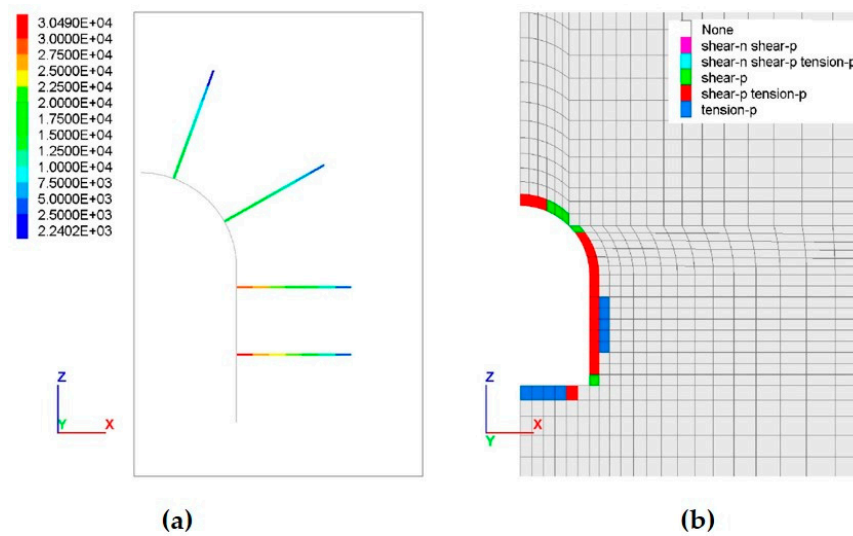 3.0490E+04
3.0000E+04
2.7500E+04
2.5000E+04
2.2500E+04
2.0000E+04
1.7500E+04
1.5000E+04
1.2500E+04
1.0000E+04
7.5000E+03
5.0000E+03
2.5000E+03
2.2402E+03
Z
Y
X
(a)
None
shear-n shear-p
shear-n shear-p tension-p
shear-p
shear-p tension-p
tension-p
Z
Y
X
(b)